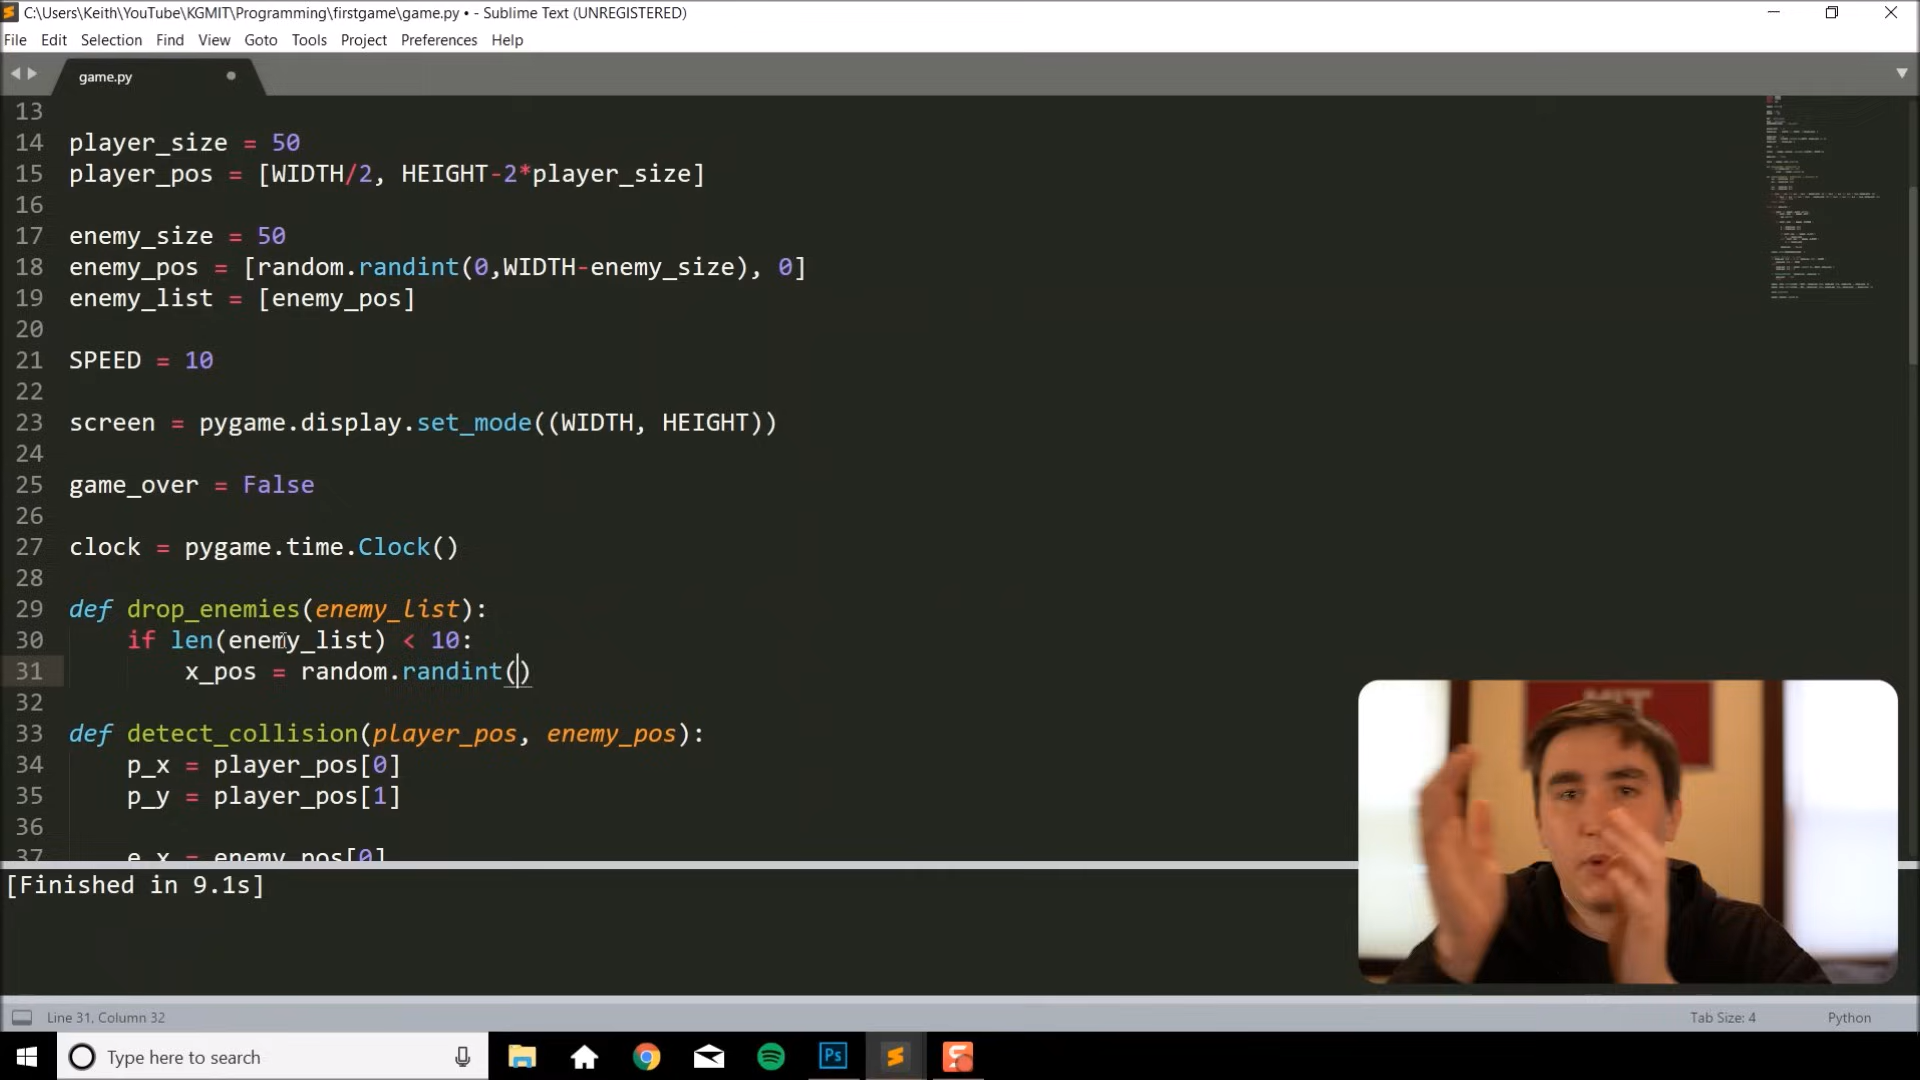 C:\Users\Keith\YouTube\KGMIT\Programming\firstgame\game.py • - Sublime Text (UNREGISTERED)
File Edit Selection Find View Goto Tools Project Preferences Help
game.py
13
14 player_size = 50
15 player_pos = [WIDTH/2, HEIGHT-2*player_size]
16
17 enemy_size = 50
18 enemy_pos = [random.randint(0,WIDTH-enemy_size), 0]
19 enemy_list = [enemy_pos]
20
21 SPEED = 10
22
23 screen = pygame.display.set_mode((WIDTH, HEIGHT))
24
25 game_over = False
26
27 clock = pygame.time.Clock()
28
29 def drop_enemies(enemy_list):
30 if len(enemy_list) < 10:
31 x_pos = random.randint()
32
33 def detect_collision(player_pos, enemy_pos):
34 p_x = player_pos[0]
35 p_y = player_pos[1]
36
37 e_x = enemy_pos[0]
[Finished in 9.1s]
MIT
Line 31, Column 32
Tab Size: 4
Python
Type here to search
Ps